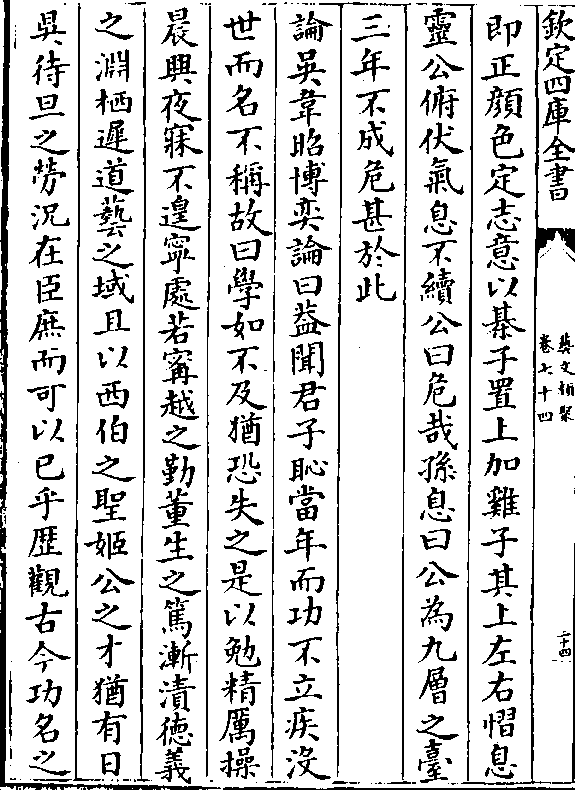 欽定四庫全書
藝文類聚
卷七十四
二十四
即正顔色定志意以棊子置上加雞子其上左右慴息
靈公俯伏氣息不續公曰危哉孫息曰公為九層之臺
三年不成危甚於此
論吳韋昭博奕論曰葢聞君子恥當年而功不立疾沒
世而名不稱故曰學如不及猶恐失之是以勉精厲操
晨興夜寐不遑寧處若甯越之勤董生之篤漸漬德義
之淵栖遲道藝之域且以西伯之聖姬公之才猶有日
昃待旦之勞況在臣庶而可以已乎歴觀古今功名之